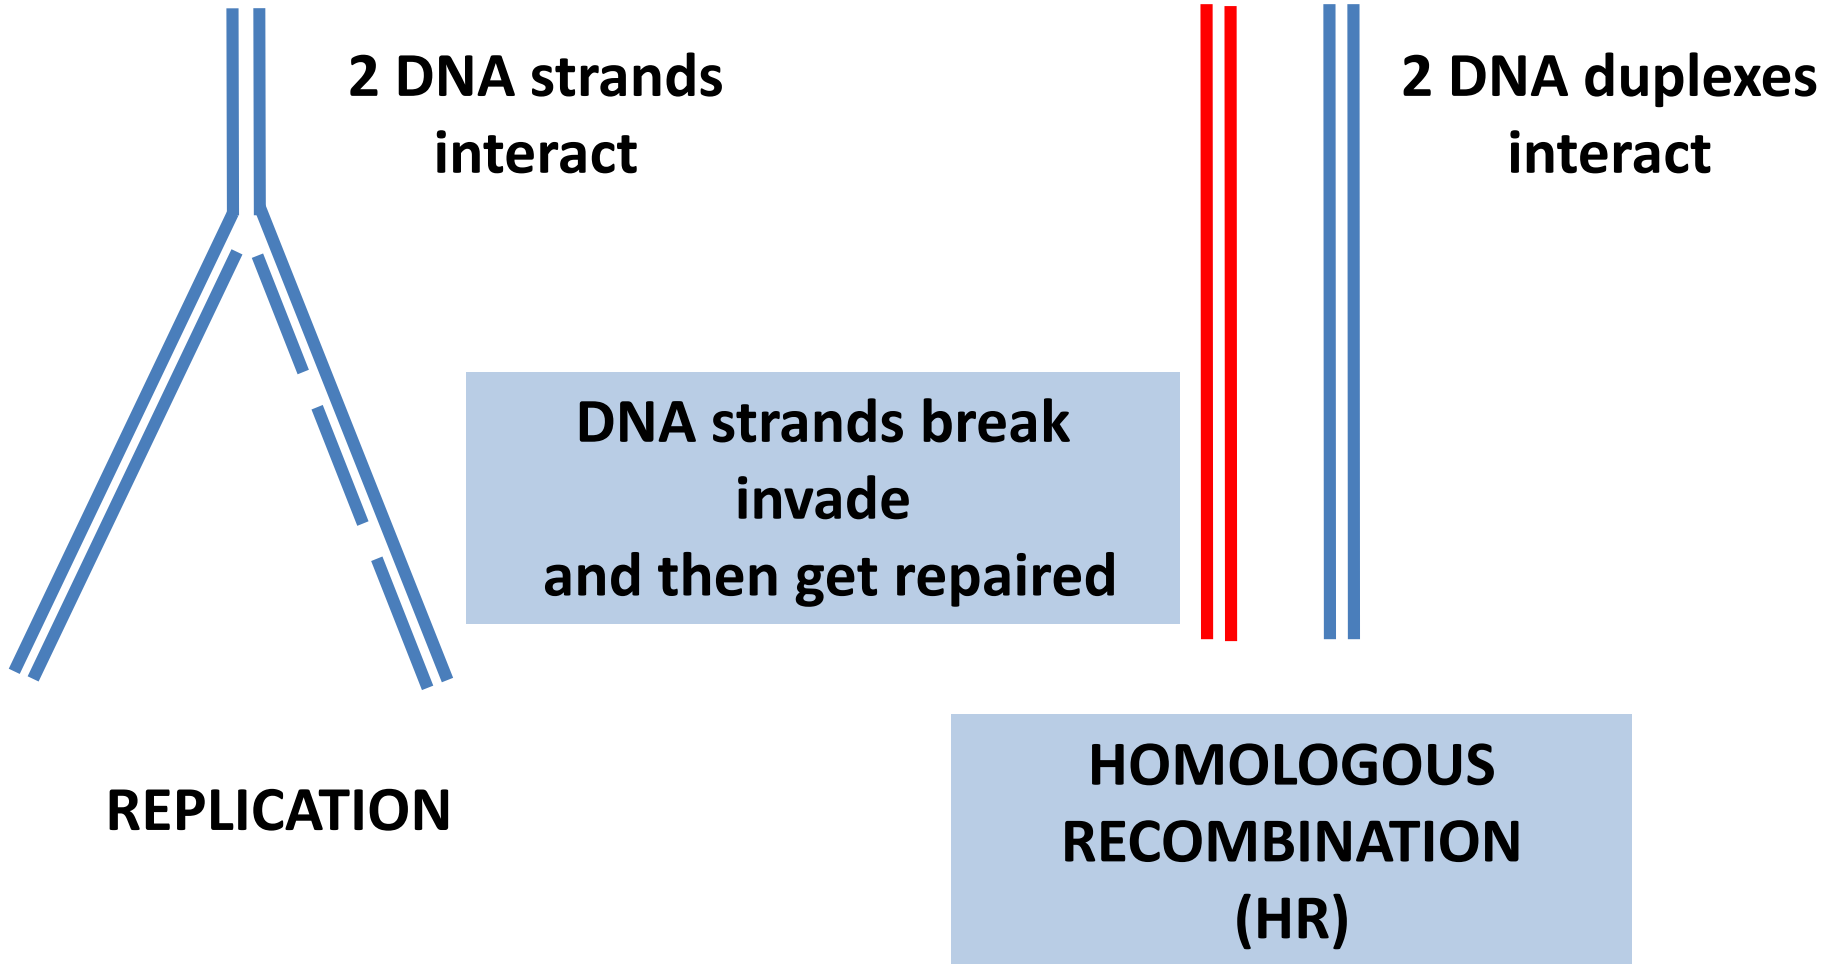 2 DNA strands
interact
2 DNA duplexes
interact
DNA strands break
invade
and then get repaired
REPLICATION
HOMOLOGOUS
RECOMBINATION
(HR)